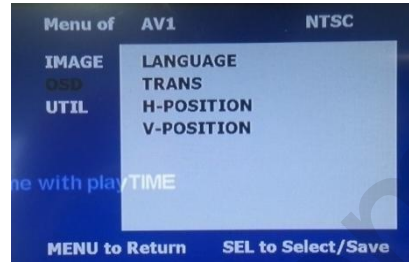 Menu of AV1 NTSC
IMAGE LANGUAGE
OSD TRANS
UTIL H-POSITION
V-POSITION
ne with playTIME
MENU to Return SEL to Select/Save